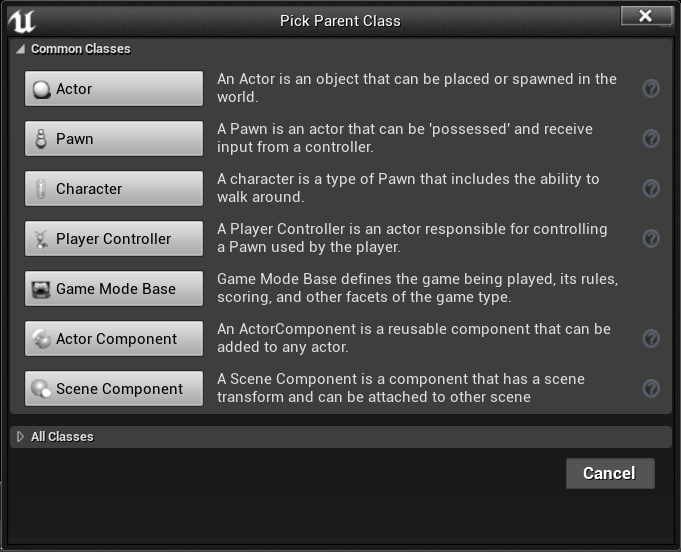 Pick Parent Class
Common Classes
Actor
An Actor is an object that can be placed or spawned in the
world.
Pawn
A Pawn is an actor that can be 'possessed' and receive
input from a controller.
Character
A character is a type of Pawn that includes the ability to
walk around.
Player Controller
A Player Controller is an actor responsible for controlling
a Pawn used by the player.
Game Mode Base
Game Mode Base defines the game being played, its rules,
scoring, and other facets of the game type.
Actor Component
An ActorComponent is a reusable component that can be
added to any actor.
Scene Component
A Scene Component is a component that has a scene
transform and can be attached to other scene
All Classes
Cancel